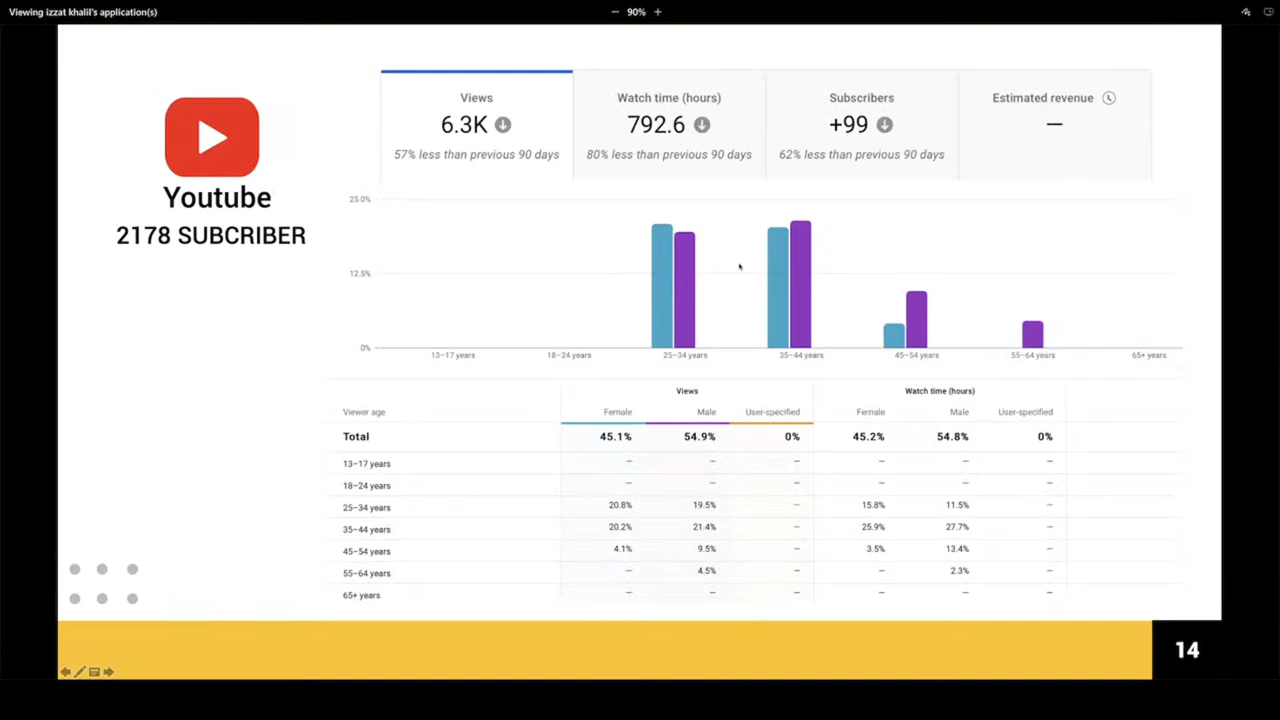 Viewing izzat khalil's application(s)
90%
Youtube
2178 SUBCRIBER
Views Watch time (hours) Subscribers Estimated revenue
6.3K 792.6 +99 —
57% less than previous 90 days 80% less than previous 90 days 62% less than previous 90 days
25.0%
12.5%
0%
13–17 years 18–24 years 25–34 years 35–44 years 45–54 years 55–64 years 65+ years
Views Watch time (hours)
Viewer age Female Male User-specified Female Male User-specified
Total 45.1% 54.9% 0% 45.2% 54.8% 0%
13–17 years — — — — — —
18–24 years — — — — — —
25–34 years 20.8% 19.5% — 15.8% 11.5% —
35–44 years 20.2% 21.4% — 25.9% 27.7% —
45–54 years 4.1% 9.5% — 3.5% 13.4% —
55–64 years — 4.5% — — 2.3% —
65+ years — — — — — —
14